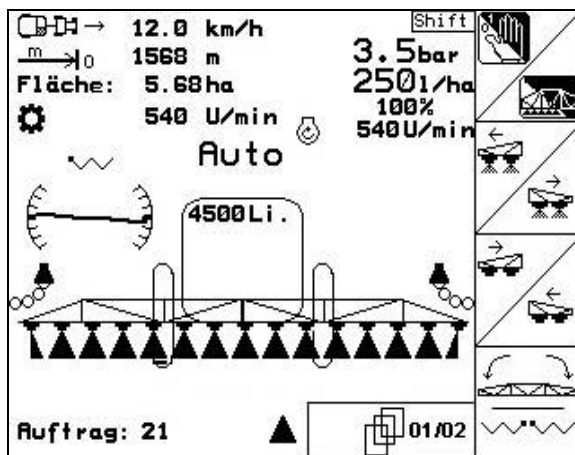 12.0 km/h
Shift
m
0
1568 m
3.5bar
Fläche: 5.68ha
250l/ha
100%
540 U/min
540U/min
Auto
4500Li.
Auftrag: 21
01/02